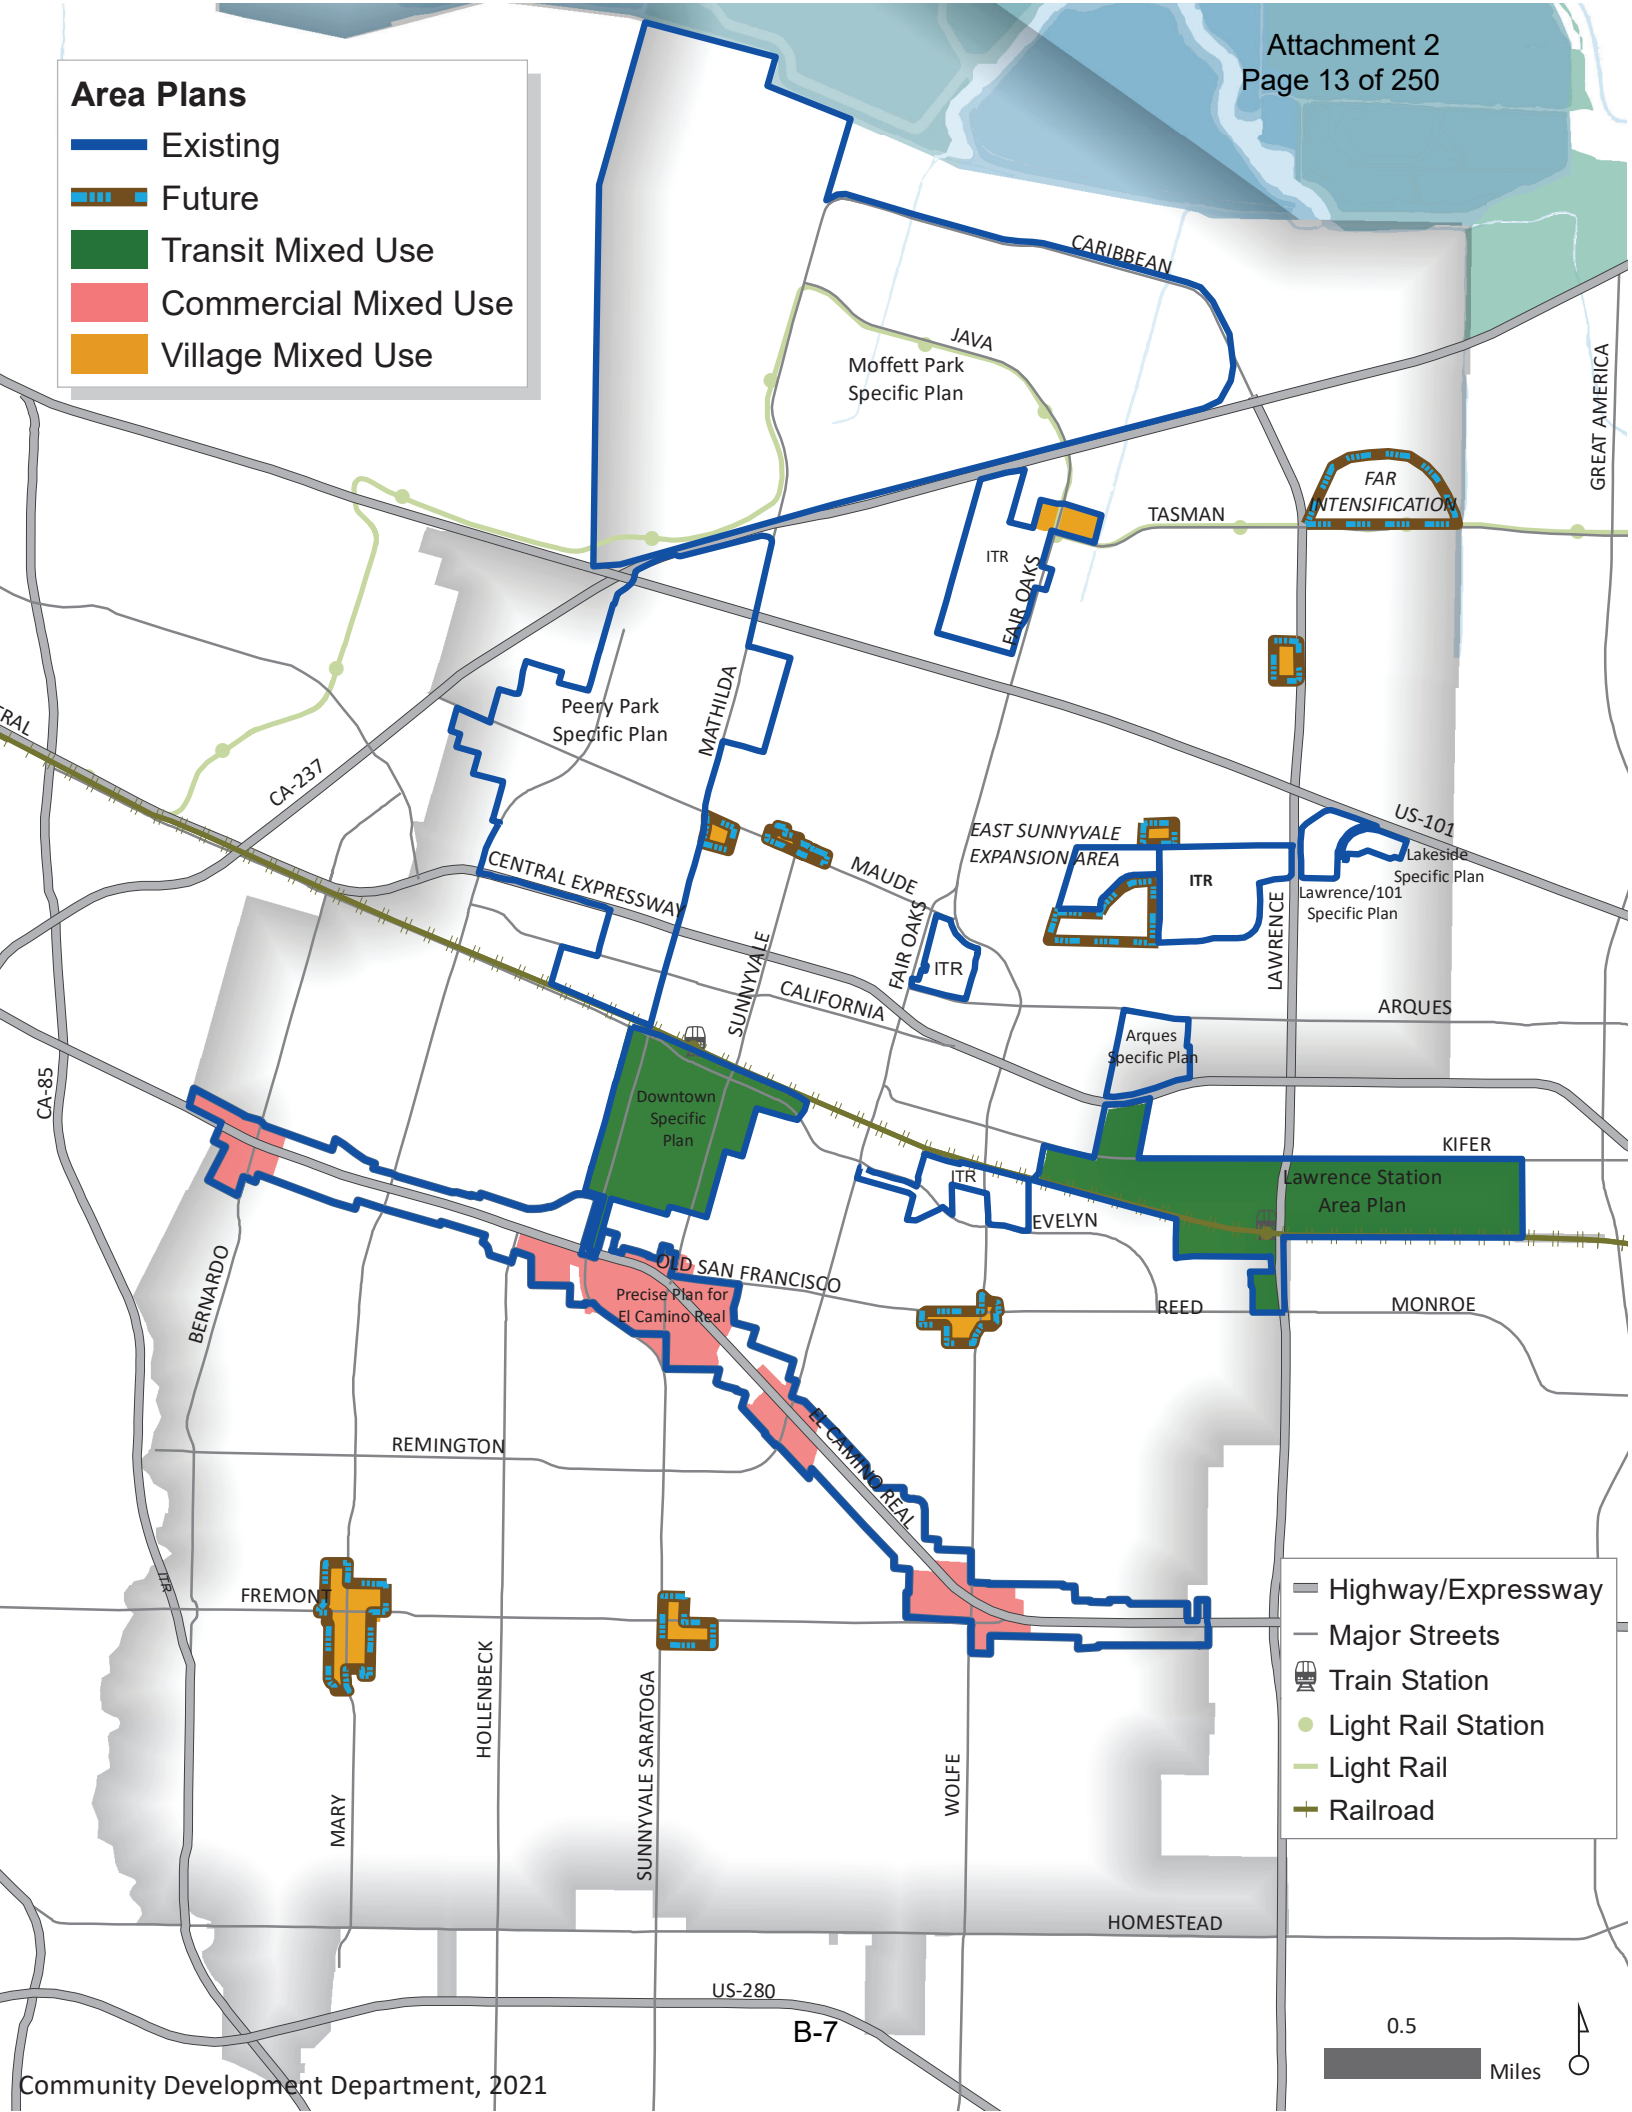 Attachment 2
Page 13 of 250
Area Plans
Existing
Future
Transit Mixed Use
Commercial Mixed Use
Village Mixed Use
CARIBBEAN
JAVA
Moffett Park
Specific Plan
GREAT AMERICA
FAR
INTENSIFICATION
TASMAN
ITR
FAIR OAKS
MATHILDA
Peery Park
Specific Plan
CA-237
US-101
EAST SUNNYVALE
EXPANSION AREA
Lakeside
Specific Plan
ITR
Lawrence/101
Specific Plan
MAUDE
CENTRAL EXPRESSWAY
LAWRENCE
FAIR OAKS
ITR
SUNNYVALE
CALIFORNIA
ARQUES
Arques
Specific Plan
CA-85
Downtown
Specific
Plan
KIFER
ITR
Lawrence Station
Area Plan
EVELYN
BERNARDO
OLD SAN FRANCISCO
Precise Plan for
El Camino Real
REED
MONROE
REMINGTON
EL CAMINO REAL
ITR
FREMONT
HOLLENBECK
SUNNYVALE SARATOGA
WOLFE
MARY
Highway/Expressway
Major Streets
Train Station
Light Rail Station
Light Rail
Railroad
HOMESTEAD
US-280
B-7
0.5
Miles
Community Development Department, 2021